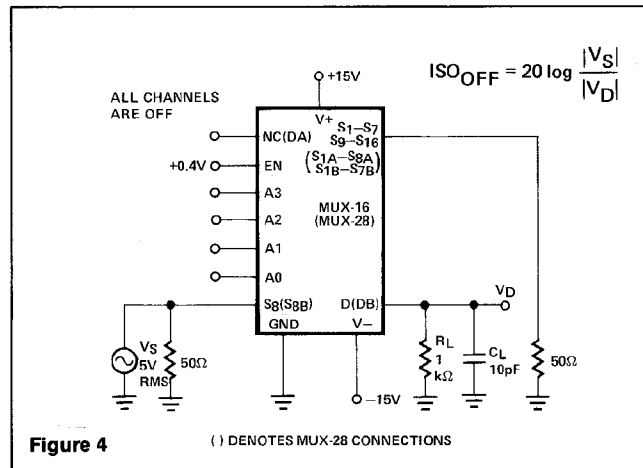 +15V
ISO_OFF = 20 log |V_S| / |V_D|
ALL CHANNELS
ARE OFF
V+
S1–S7
S9–S16
(S1A–S8A)
(S1B–S7B)
NC(DA)
+0.4V
EN
A3
MUX-16
(MUX-28)
A2
A1
A0
S8(S8B)
D(DB)
V_D
GND
V–
V_S
5V
RMS
50Ω
R_L
1
kΩ
C_L
10pF
50Ω
–15V
Figure 4
( ) DENOTES MUX-28 CONNECTIONS